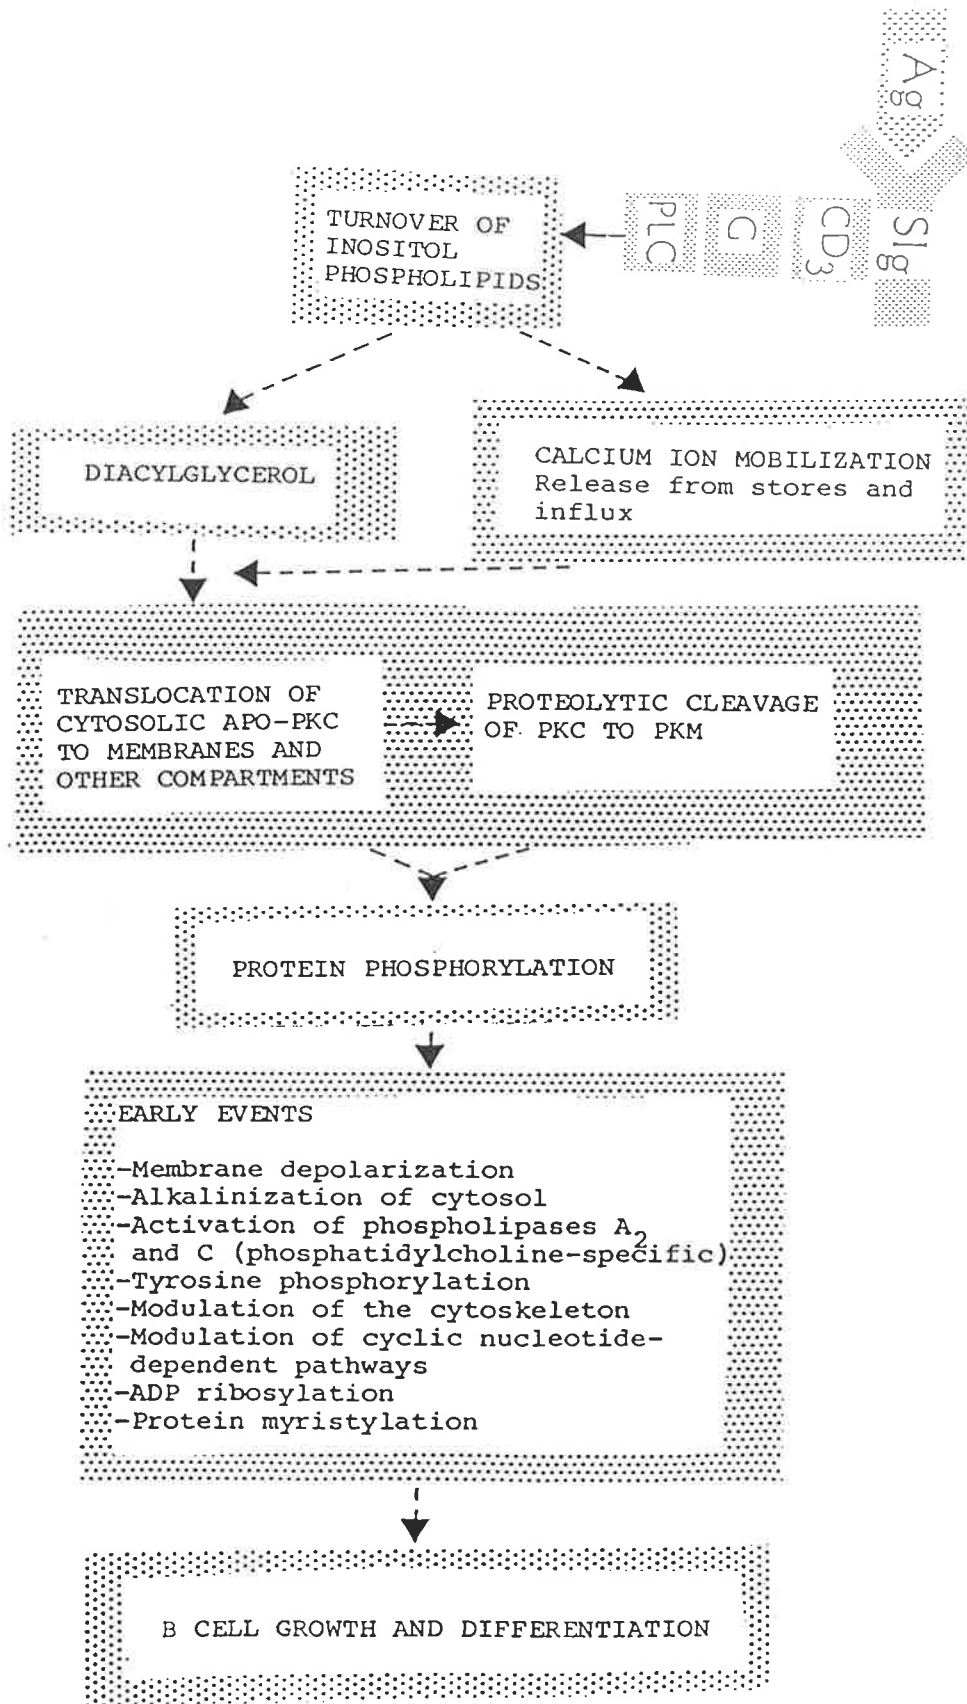 Ag
SIg
CD3
G
PLC
TURNOVER OF
INOSITOL
PHOSPHOLIPIDS
DIACYLGLYCEROL
CALCIUM ION MOBILIZATION
Release from stores and
influx
TRANSLOCATION OF
CYTOSOLIC APO-PKC
TO MEMBRANES AND
OTHER COMPARTMENTS
PROTEOLYTIC CLEAVAGE
OF PKC TO PKM
PROTEIN PHOSPHORYLATION
EARLY EVENTS
-Membrane depolarization
-Alkalinization of cytosol
-Activation of phospholipases A2
and C (phosphatidylcholine-specific)
-Tyrosine phosphorylation
-Modulation of the cytoskeleton
-Modulation of cyclic nucleotide-
dependent pathways
-ADP ribosylation
-Protein myristylation
B CELL GROWTH AND DIFFERENTIATION